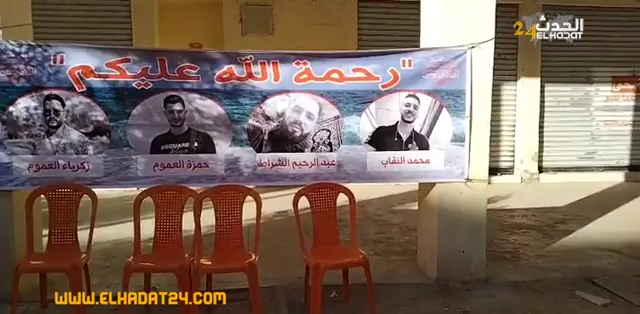 الحدث 24
ELHADAT
"رحمة الله عليكم"
محمد النقاب
عبد الرحيم الشراط
حمزة العموم
زكرياء العموم
WWW.ELHADAT24.COM